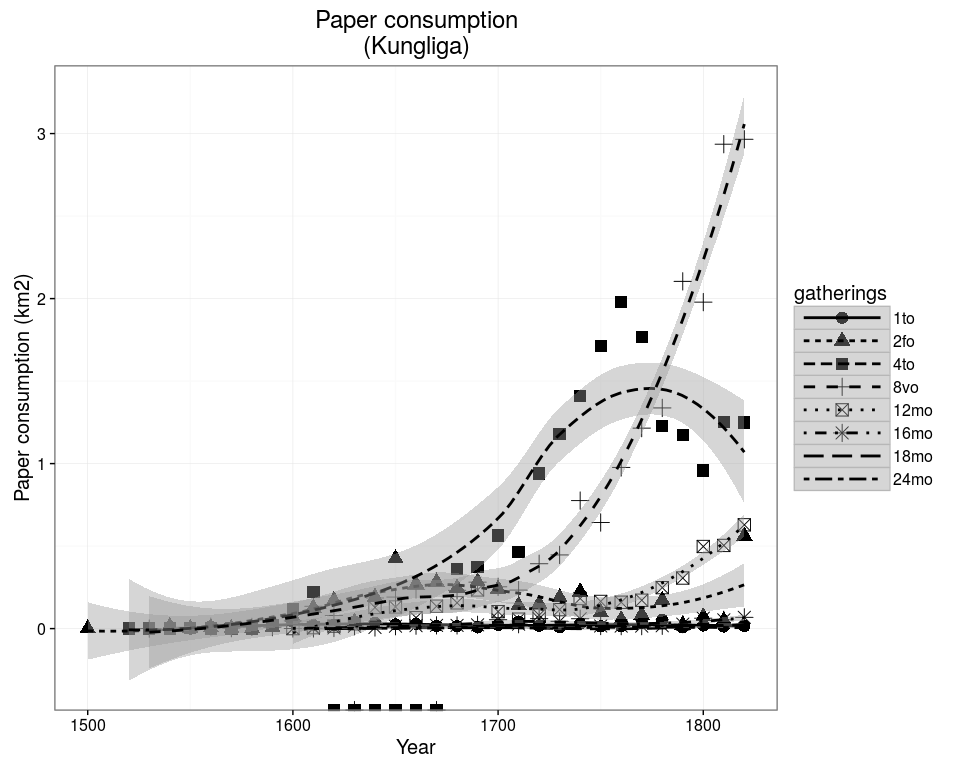 Paper consumption
(Kungliga)
Paper consumption (km2)
3
2
1
0
1500
1600
1700
1800
Year
gatherings
1to
2fo
4to
8vo
12mo
16mo
18mo
24mo